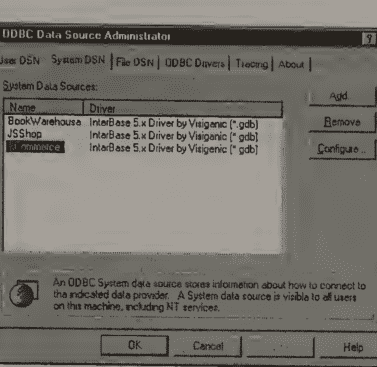 ODBC Data Source Administrator
User DSN System DSN File DSN ODBC Drivers Tracing About
System Data Sources:
Name Driver
BookWarehousa InterBase 5.x Driver by Visigenic (*.gdb)
JSShop InterBase 5.x Driver by Visigenic (*.gdb)
InterBase 5.x Driver by Visigenic (*.gdb)
Add
Remove
Configure...
An ODBC System data source stores information about how to connect to
the indicated data provider. A System data source is visible to all users
on this machine, including NT services.
OK Cancel Help